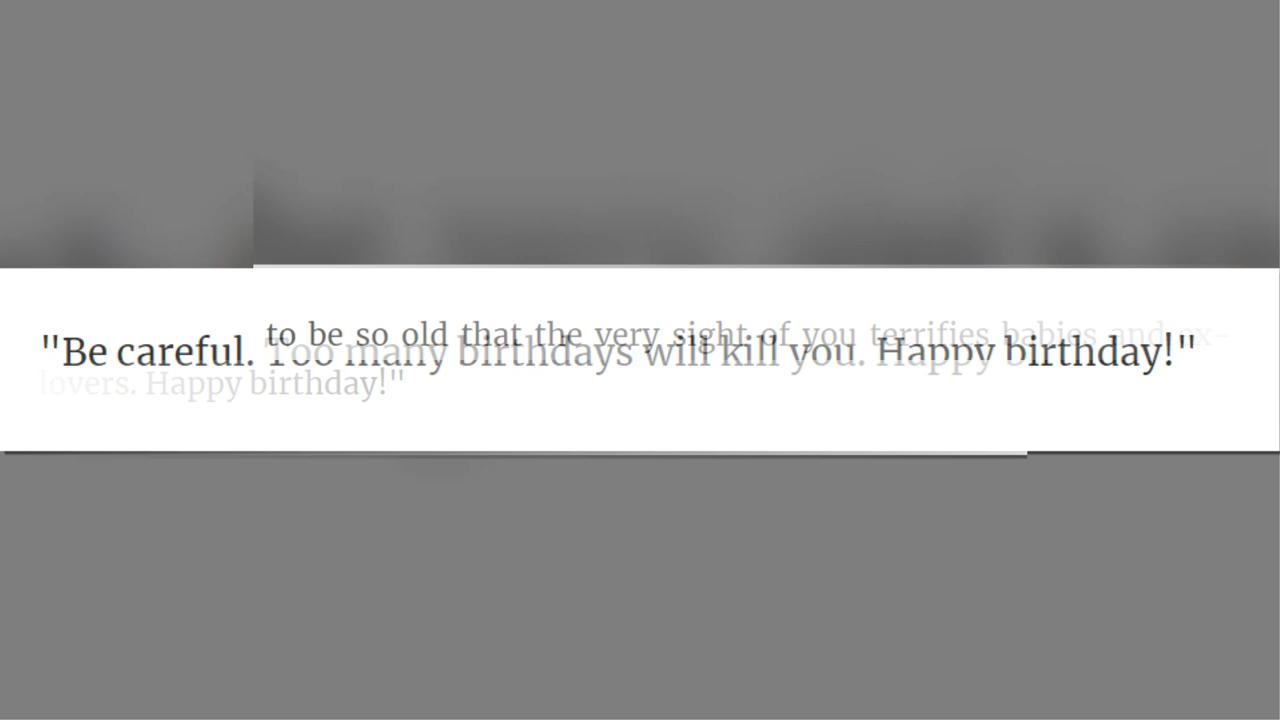 to be so old that the very sight of you terrifies babies and ex-
"Be careful. Too many birthdays will kill you. Happy birthday!"
lovers. Happy birthday!"